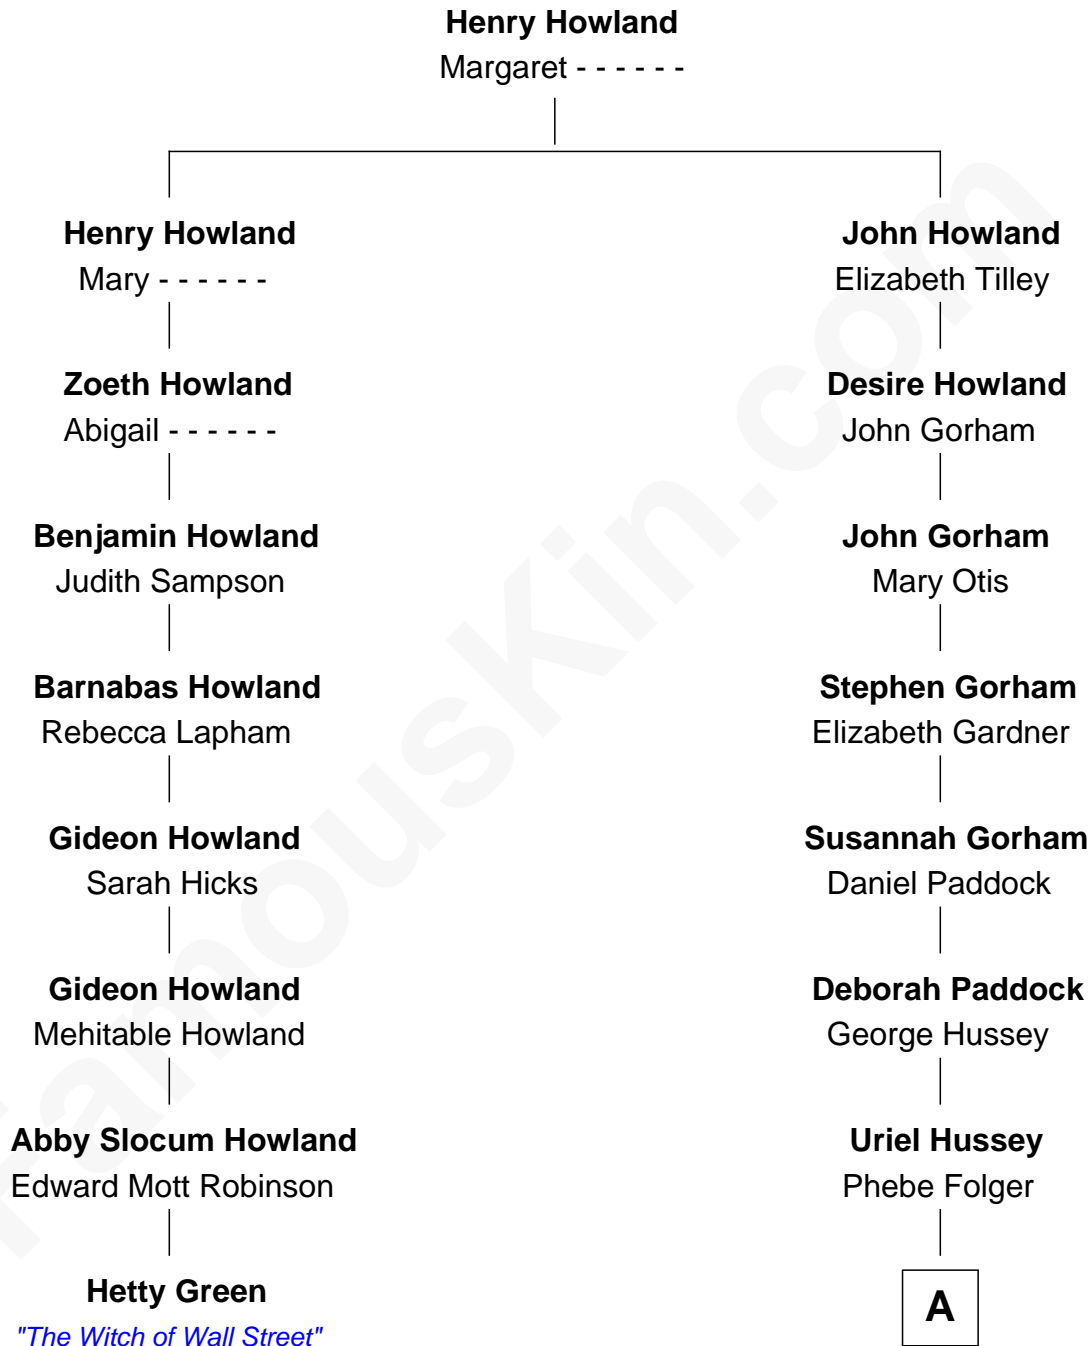 Henry Howland
Margaret - - - - - -
Henry Howland
Mary - - - - - -
John Howland
Elizabeth Tilley
Zoeth Howland
Abigail - - - - - -
Desire Howland
John Gorham
Benjamin Howland
Judith Sampson
John Gorham
Mary Otis
Barnabas Howland
Rebecca Lapham
Stephen Gorham
Elizabeth Gardner
Gideon Howland
Sarah Hicks
Susannah Gorham
Daniel Paddock
Gideon Howland
Mehitable Howland
Deborah Paddock
George Hussey
Abby Slocum Howland
Edward Mott Robinson
Uriel Hussey
Phebe Folger
Hetty Green
"The Witch of Wall Street"
A
FamousKin.com